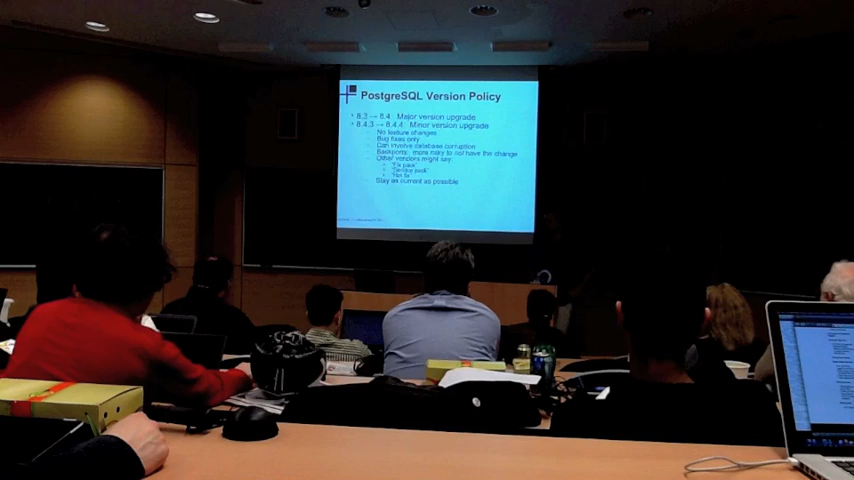 PostgreSQL Version Policy
8.3 → 8.4 Major version upgrade
8.4.3 → 8.4.4 Minor version upgrade
No feature changes
Bug fixes only
Can involve database corruption
Backports: more risky to not have the change
Other vendors might say:
"Fix pack"
"Service pack"
"Hot fix"
Stay as current as possible